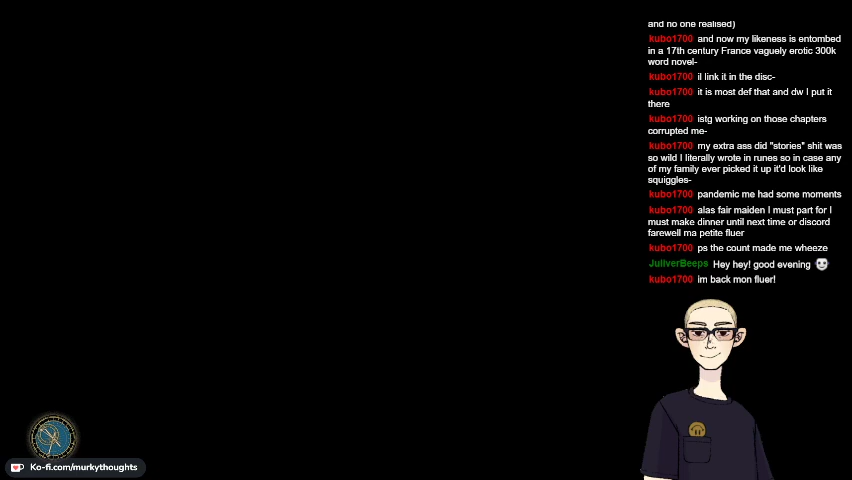 and no one realised)
kubo1700 and now my likeness is entombed
in a 17th century France vaguely erotic 300k
word novel-
kubo1700 il link it in the disc-
kubo1700 it is most def that and dw I put it
there
kubo1700 istg working on those chapters
corrupted me-
kubo1700 my extra ass did "stories" shit was
so wild I literally wrote in runes so in case any
of my family ever picked it up it'd look like
squiggles-
kubo1700 pandemic me had some moments
kubo1700 alas fair maiden I must part for I
must make dinner until next time or discord
farewell ma petite fluer
kubo1700 ps the count made me wheeze
JuliverBeeps Hey hey! good evening
kubo1700 im back mon fluer!
Ko-fi.com/murkythoughts